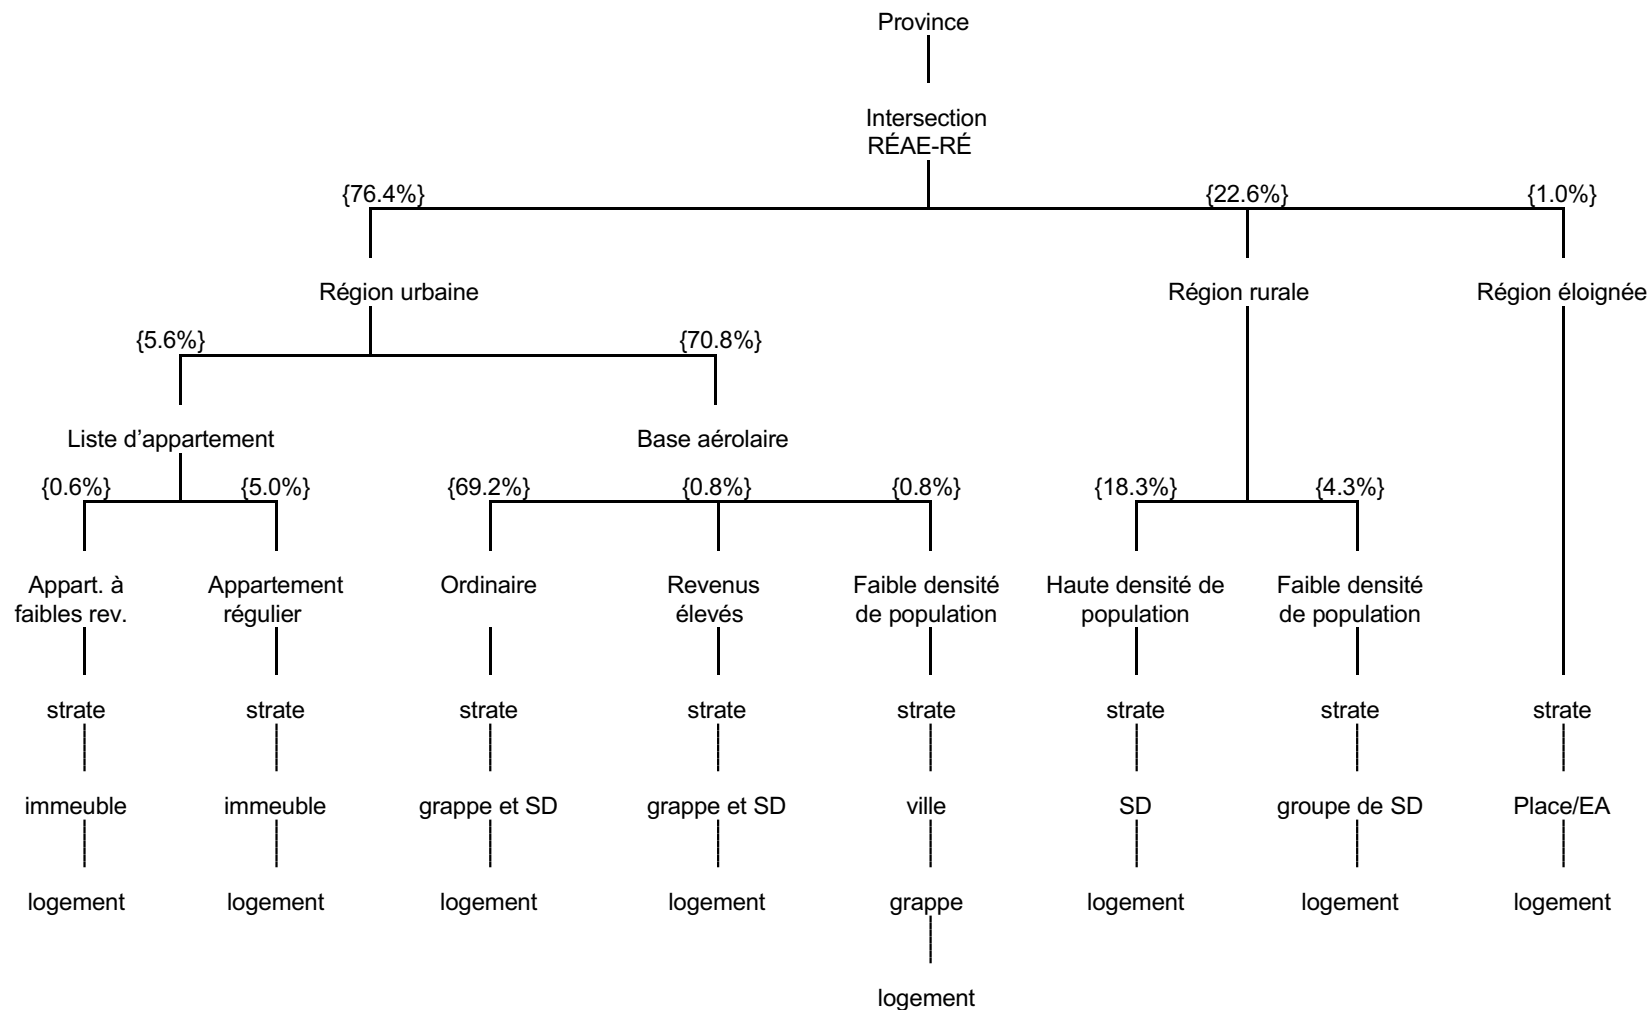 Province
Intersection
RÉAE-RÉ
{76.4%} {22.6%} {1.0%}
Région urbaine Région rurale Région éloignée
{5.6%} {70.8%}
Liste d'appartement Base aérolaire
{0.6%} {5.0%} {69.2%} {0.8%} {0.8%} {18.3%} {4.3%}
Appart. à Appartement Ordinaire Revenus Faible densité Haute densité de Faible densité
faibles rev. régulier élevés de population population de population
strate strate strate strate strate strate strate strate
immeuble immeuble grappe et SD grappe et SD ville SD groupe de SD Place/EA
logement logement logement logement grappe logement logement logement
logement